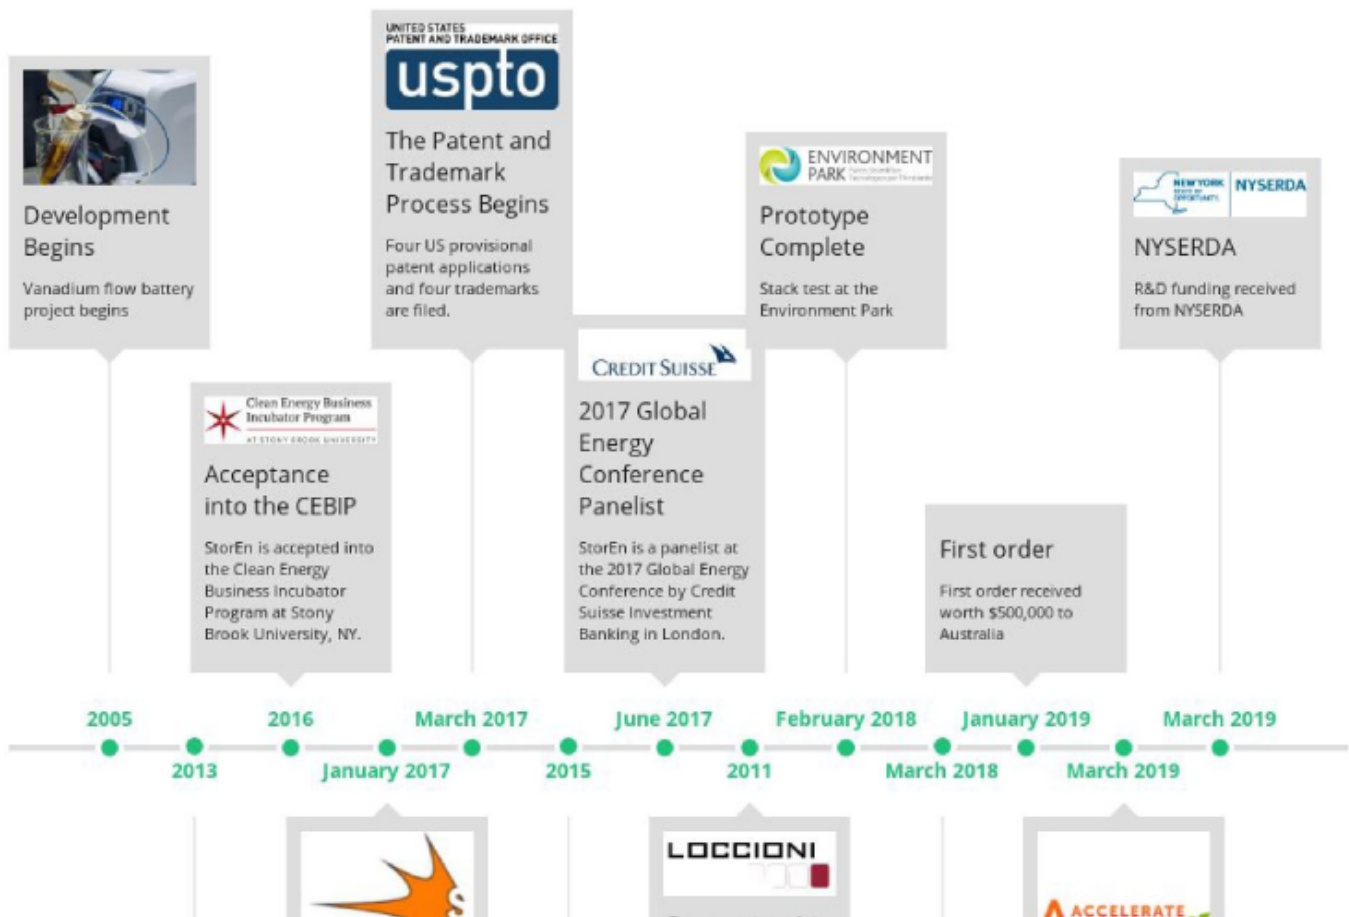 Development
Begins
Vanadium flow battery
project begins
UNITED STATES
PATENT AND TRADEMARK OFFICE
uspto
The Patent and
Trademark
Process Begins
Four US provisional
patent applications
and four trademarks
are filed.
ENVIRONMENT
PARK
Prototype
Complete
Stack test at the
Environment Park
NEW YORK
STATE OF
OPPORTUNITY.
NYSERDA
NYSERDA
R&D funding received
from NYSERDA
Clean Energy Business
Incubator Program
AT STONY BROOK UNIVERSITY
Acceptance
into the CEBIP
StorEn is accepted into
the Clean Energy
Business Incubator
Program at Stony
Brook University, NY.
CREDIT SUISSE
2017 Global
Energy
Conference
Panelist
StorEn is a panelist at
the 2017 Global Energy
Conference by Credit
Suisse Investment
Banking in London.
First order
First order received
worth $500,000 to
Australia
2005
2016
March 2017
June 2017
February 2018
January 2019
March 2019
2013
January 2017
2015
2011
March 2018
March 2019
LOCCIONI
ACCELERATE